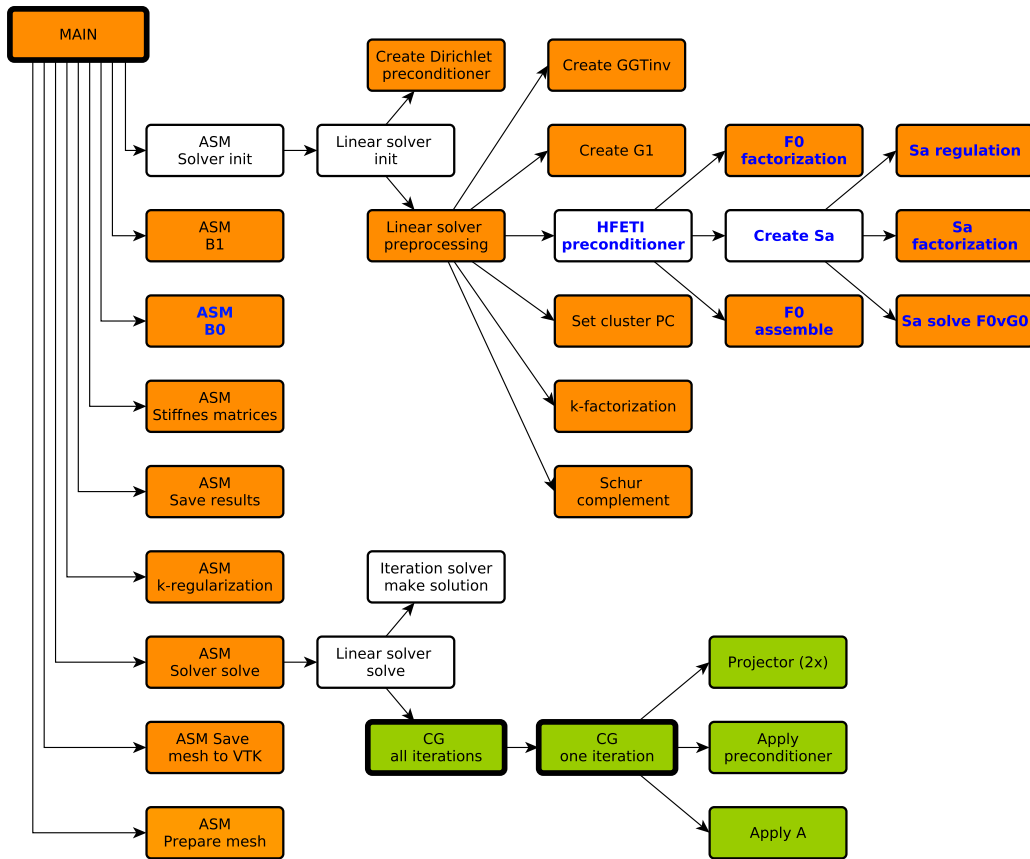 MAIN
Create Dirichlet
preconditioner
Create GGTinv
ASM
Solver init
Linear solver
init
Create G1
F0
factorization
Sa regulation
ASM
B1
Linear solver
preprocessing
HFETI
preconditioner
Create Sa
Sa
factorization
ASM
B0
Set cluster PC
F0
assemble
Sa solve F0vG0
ASM
Stiffnes matrices
k-factorization
ASM
Save results
Schur
complement
ASM
k-regularization
Iteration solver
make solution
ASM
Solver solve
Linear solver
solve
Projector (2x)
ASM Save
mesh to VTK
CG
all iterations
CG
one iteration
Apply
preconditioner
ASM
Prepare mesh
Apply A